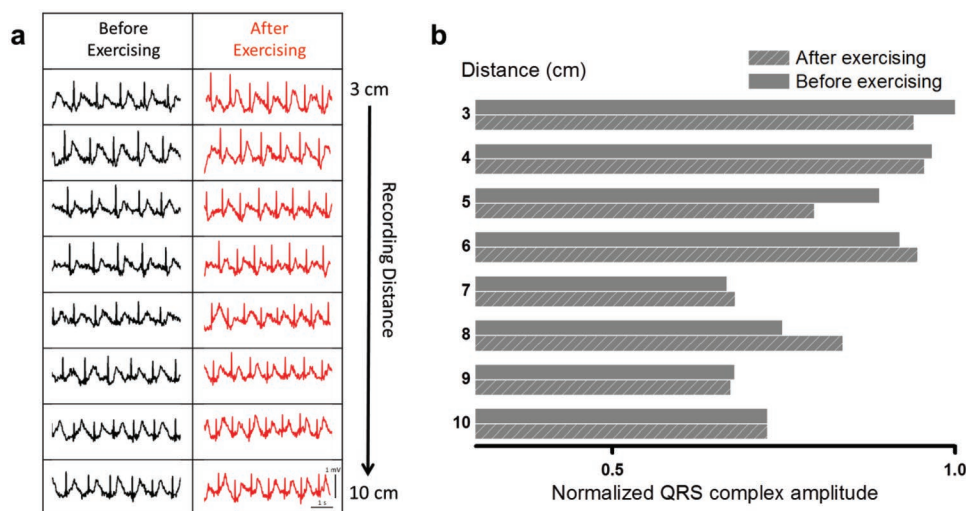 a
Before
Exercising
After
Exercising
3 cm
Recording Distance
10 cm
1 mV
1 s
b
Distance (cm)
After exercising
Before exercising
3
4
5
6
7
8
9
10
0.5
1.0
Normalized QRS complex amplitude